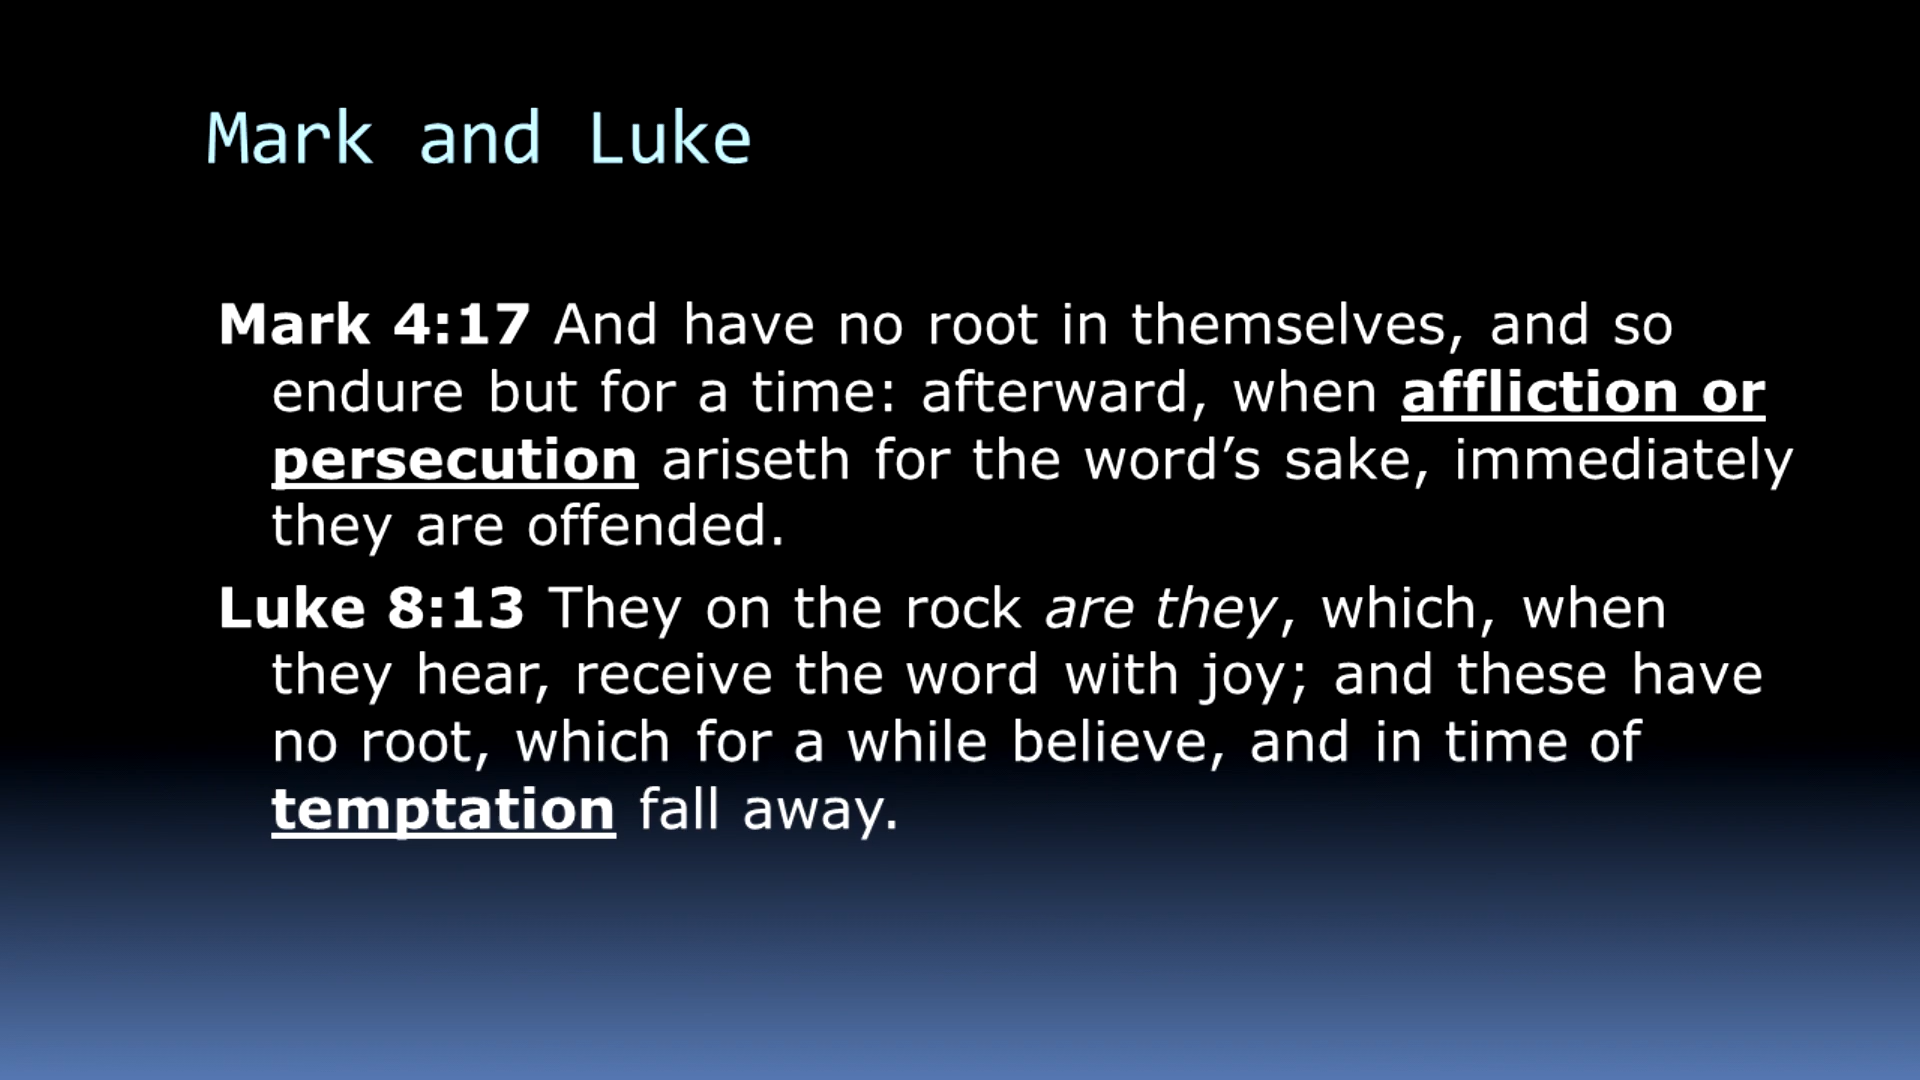 Mark and Luke
Mark 4:17 And have no root in themselves, and so
endure but for a time: afterward, when affliction or
persecution ariseth for the word’s sake, immediately
they are offended.
Luke 8:13 They on the rock are they, which, when
they hear, receive the word with joy; and these have
no root, which for a while believe, and in time of
temptation fall away.